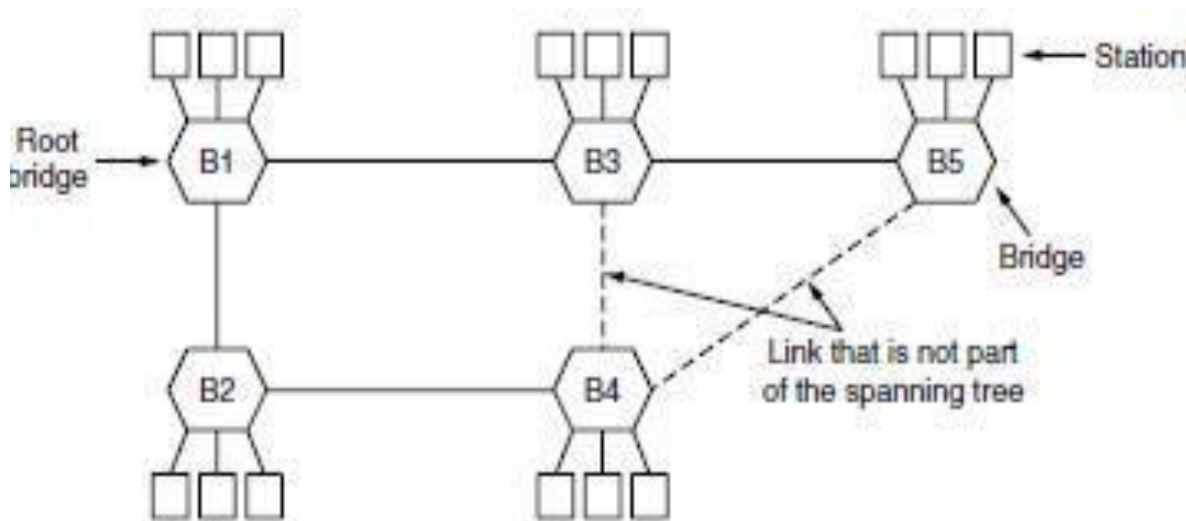 Station
Root
bridge
B1
B3
B5
Bridge
Link that is not part
of the spanning tree
B2
B4